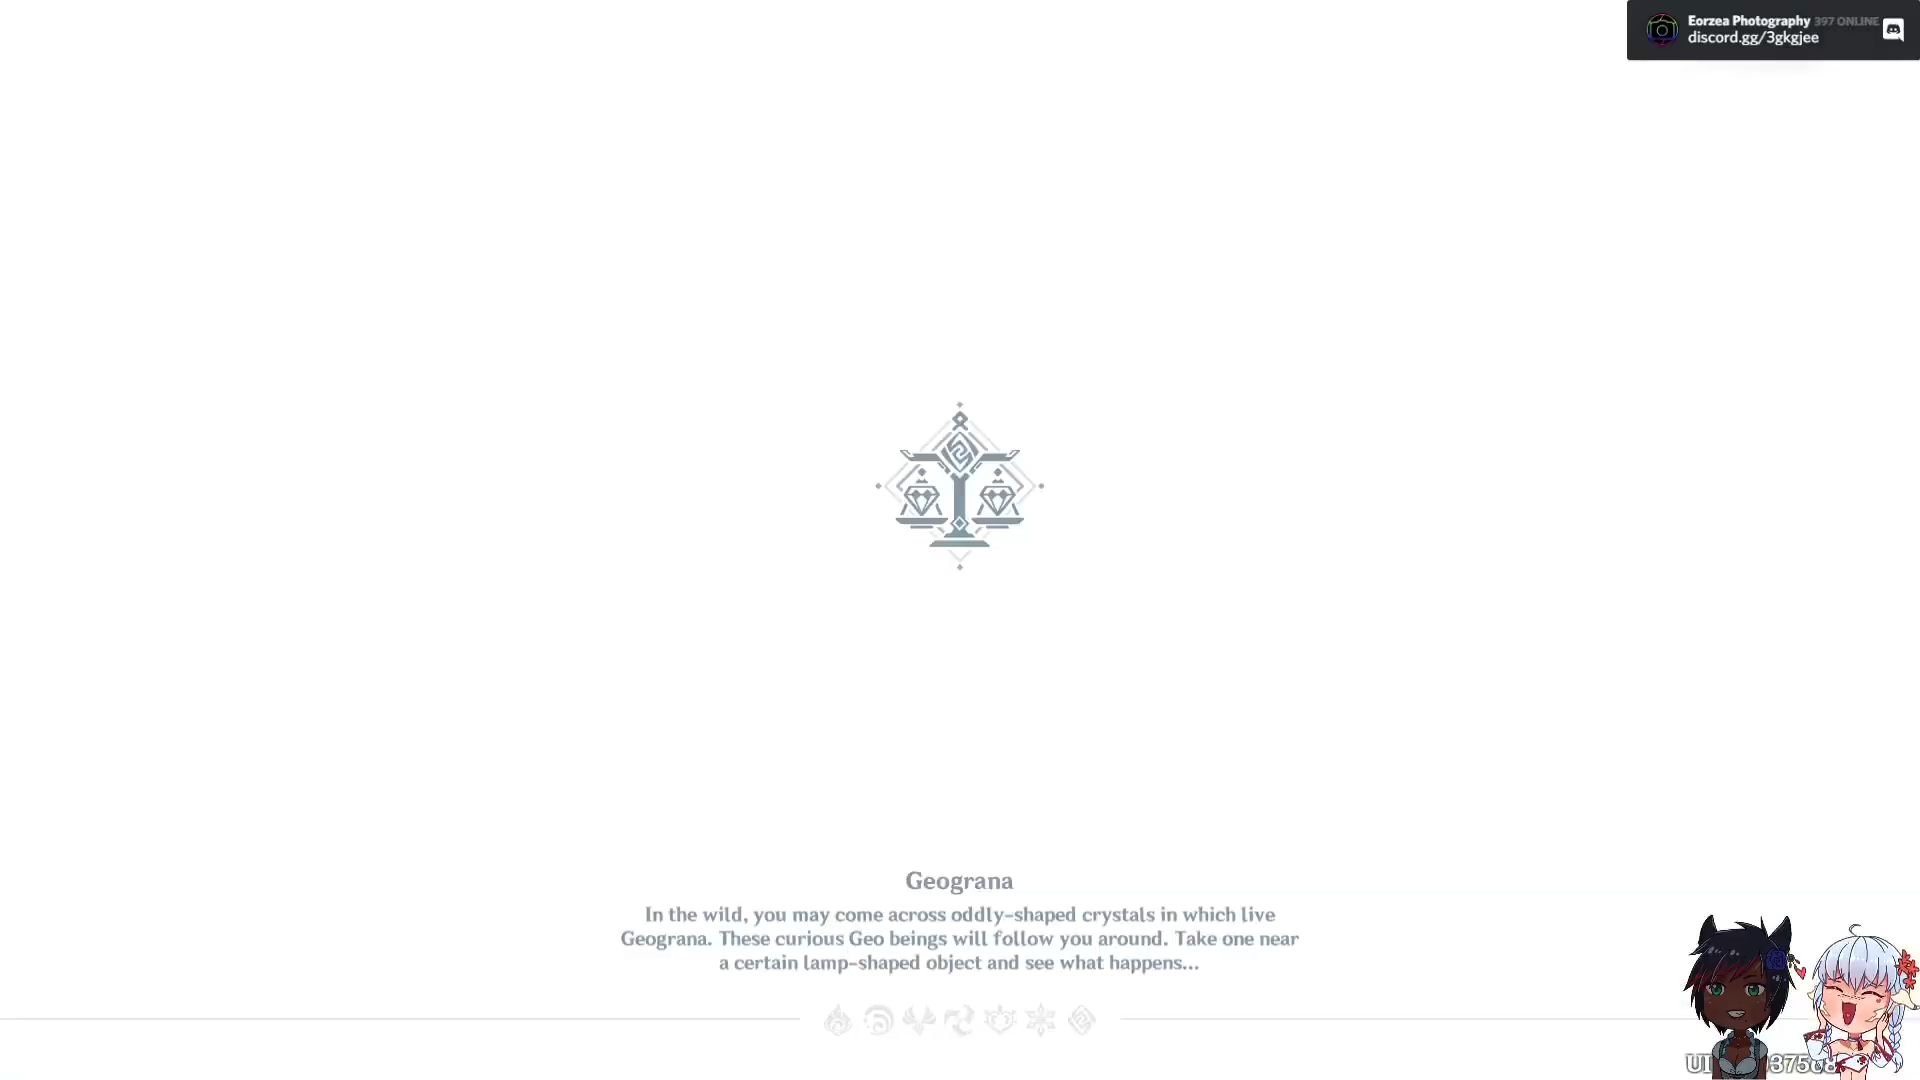 Eorzea Photography 397 ONLINE
discord.gg/3gkgjee
Geograna
In the wild, you may come across oddly-shaped crystals in which live
Geograna. These curious Geo beings will follow you around. Take one near
a certain lamp-shaped object and see what happens...